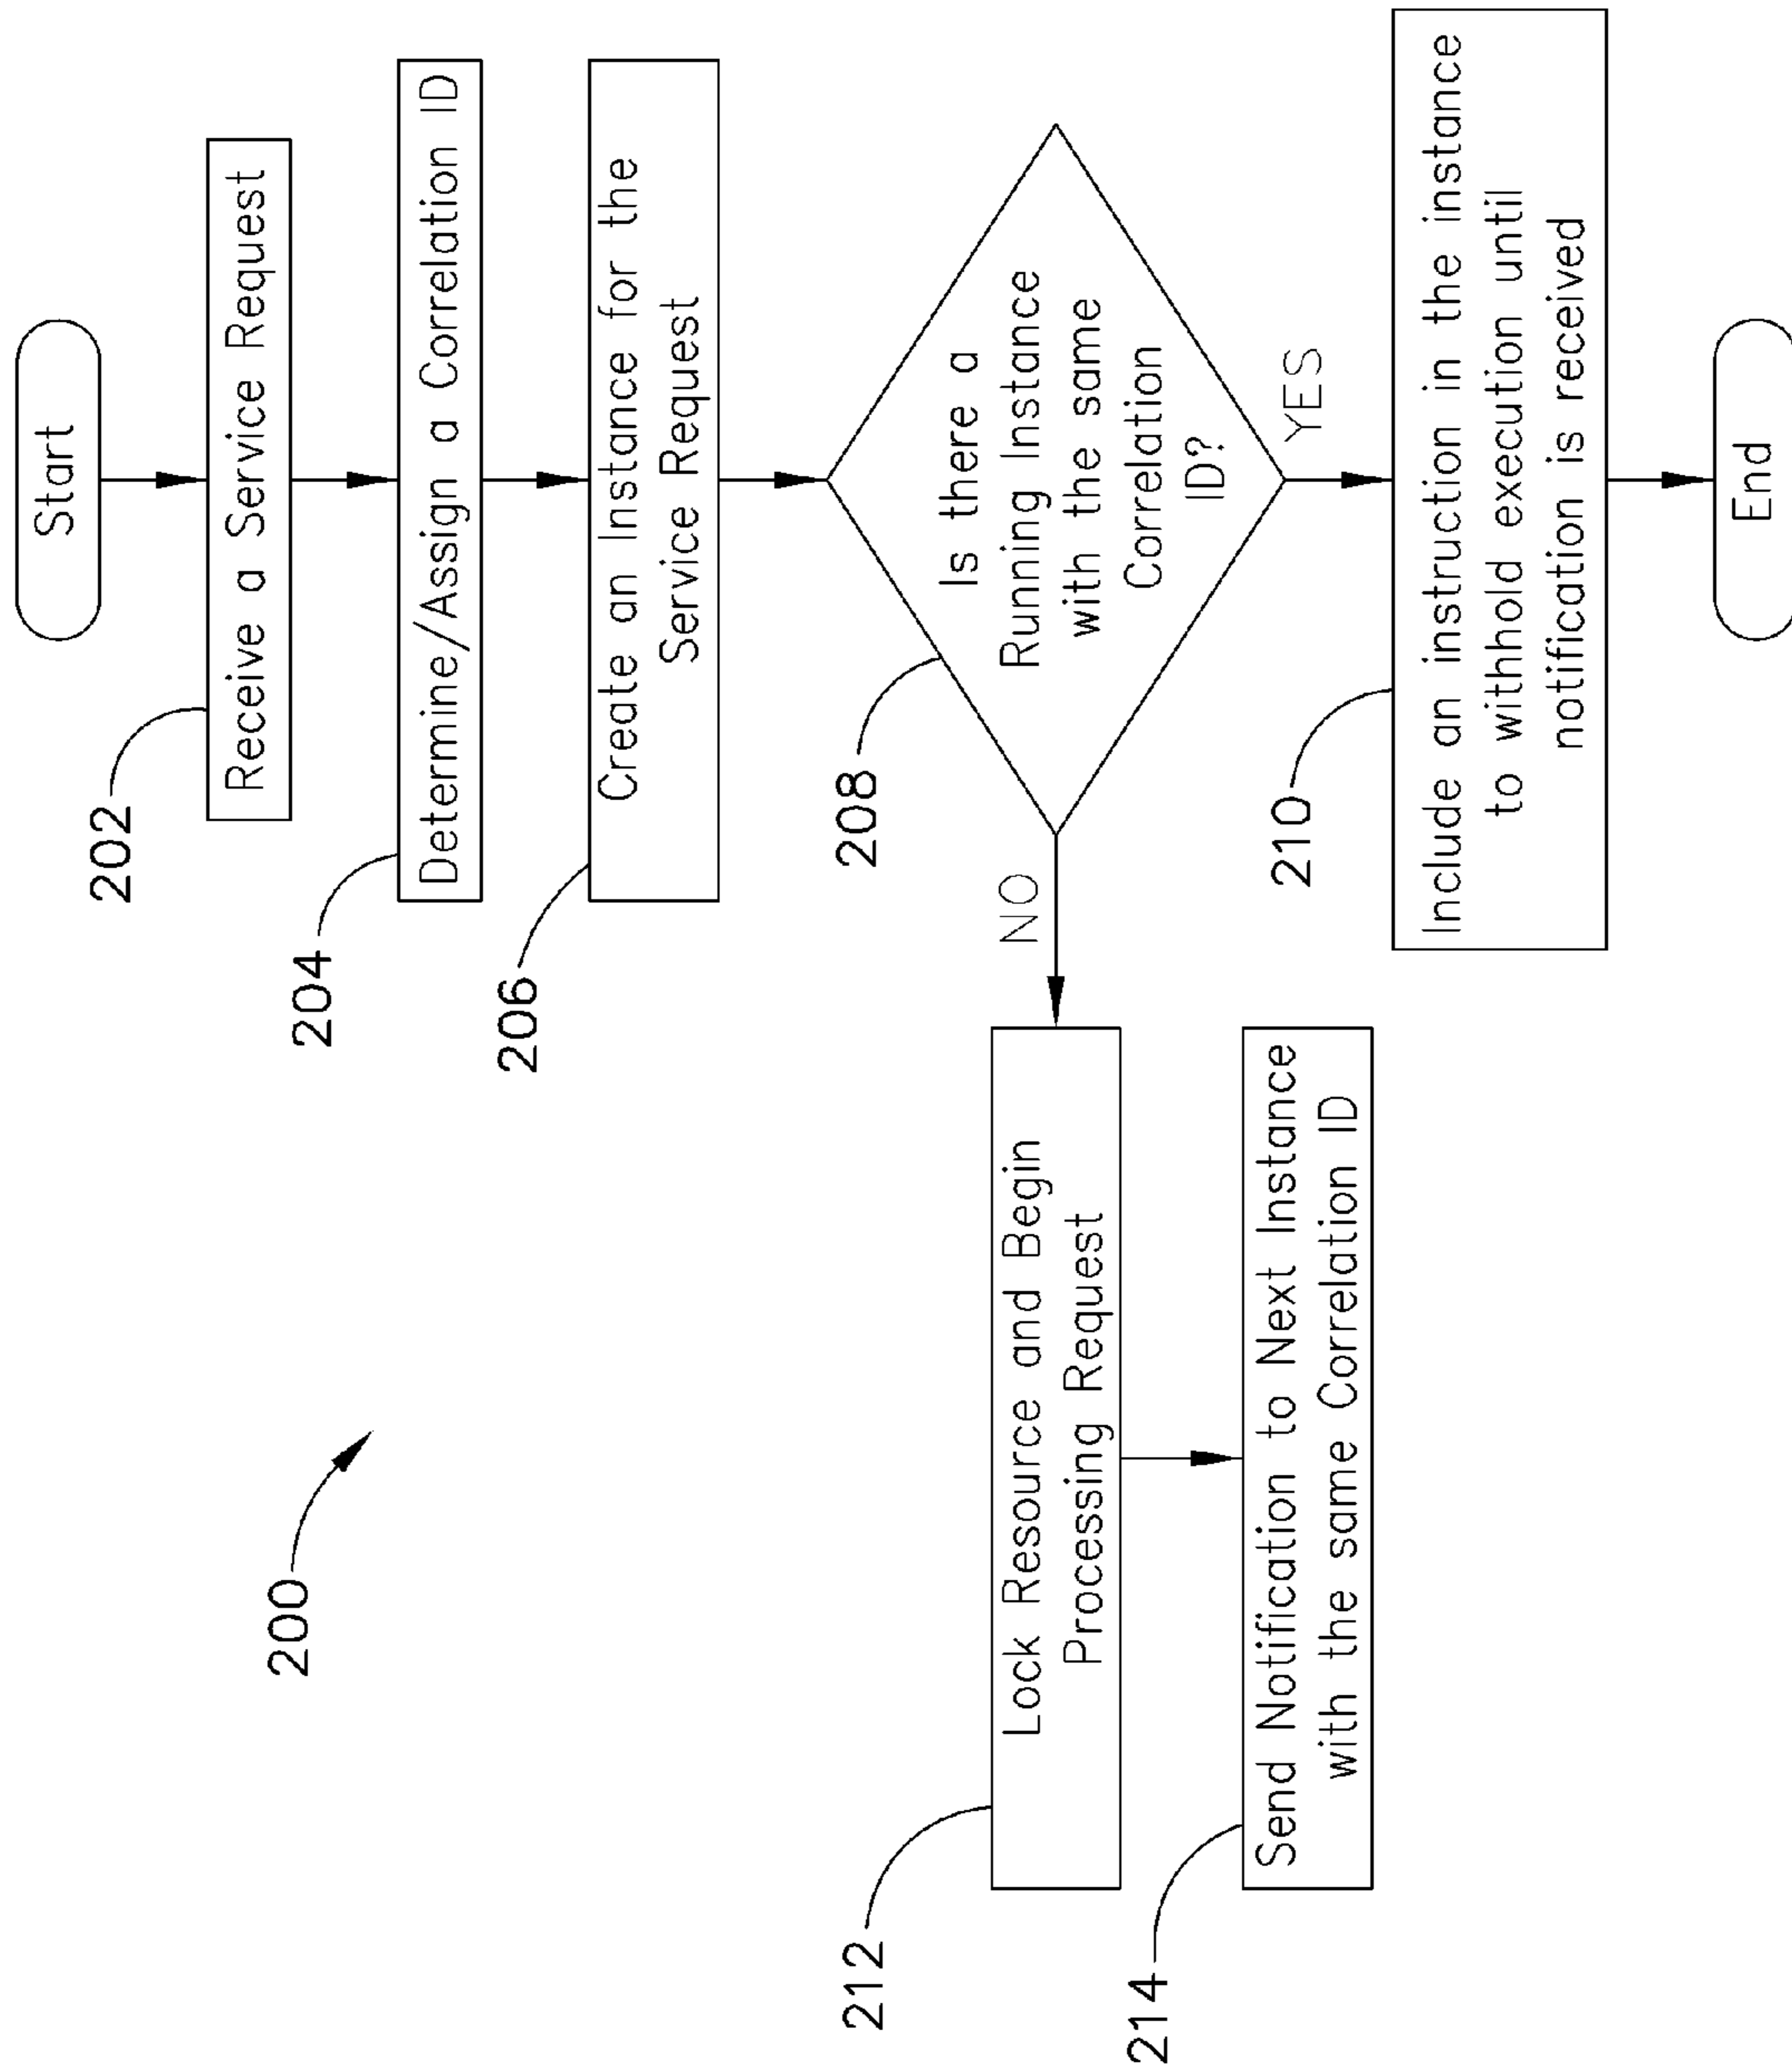 200
Start
202
Receive a Service Request
204
Determine/Assign a Correlation ID
206
Create an Instance for the
Service Request
208
Is there a
Running Instance
with the same
Correlation
ID?
NO
YES
212
Lock Resource and Begin
Processing Request
214
Send Notification to Next Instance
with the same Correlation ID
210
Include an instruction in the instance
to withhold execution until
notification is received
End